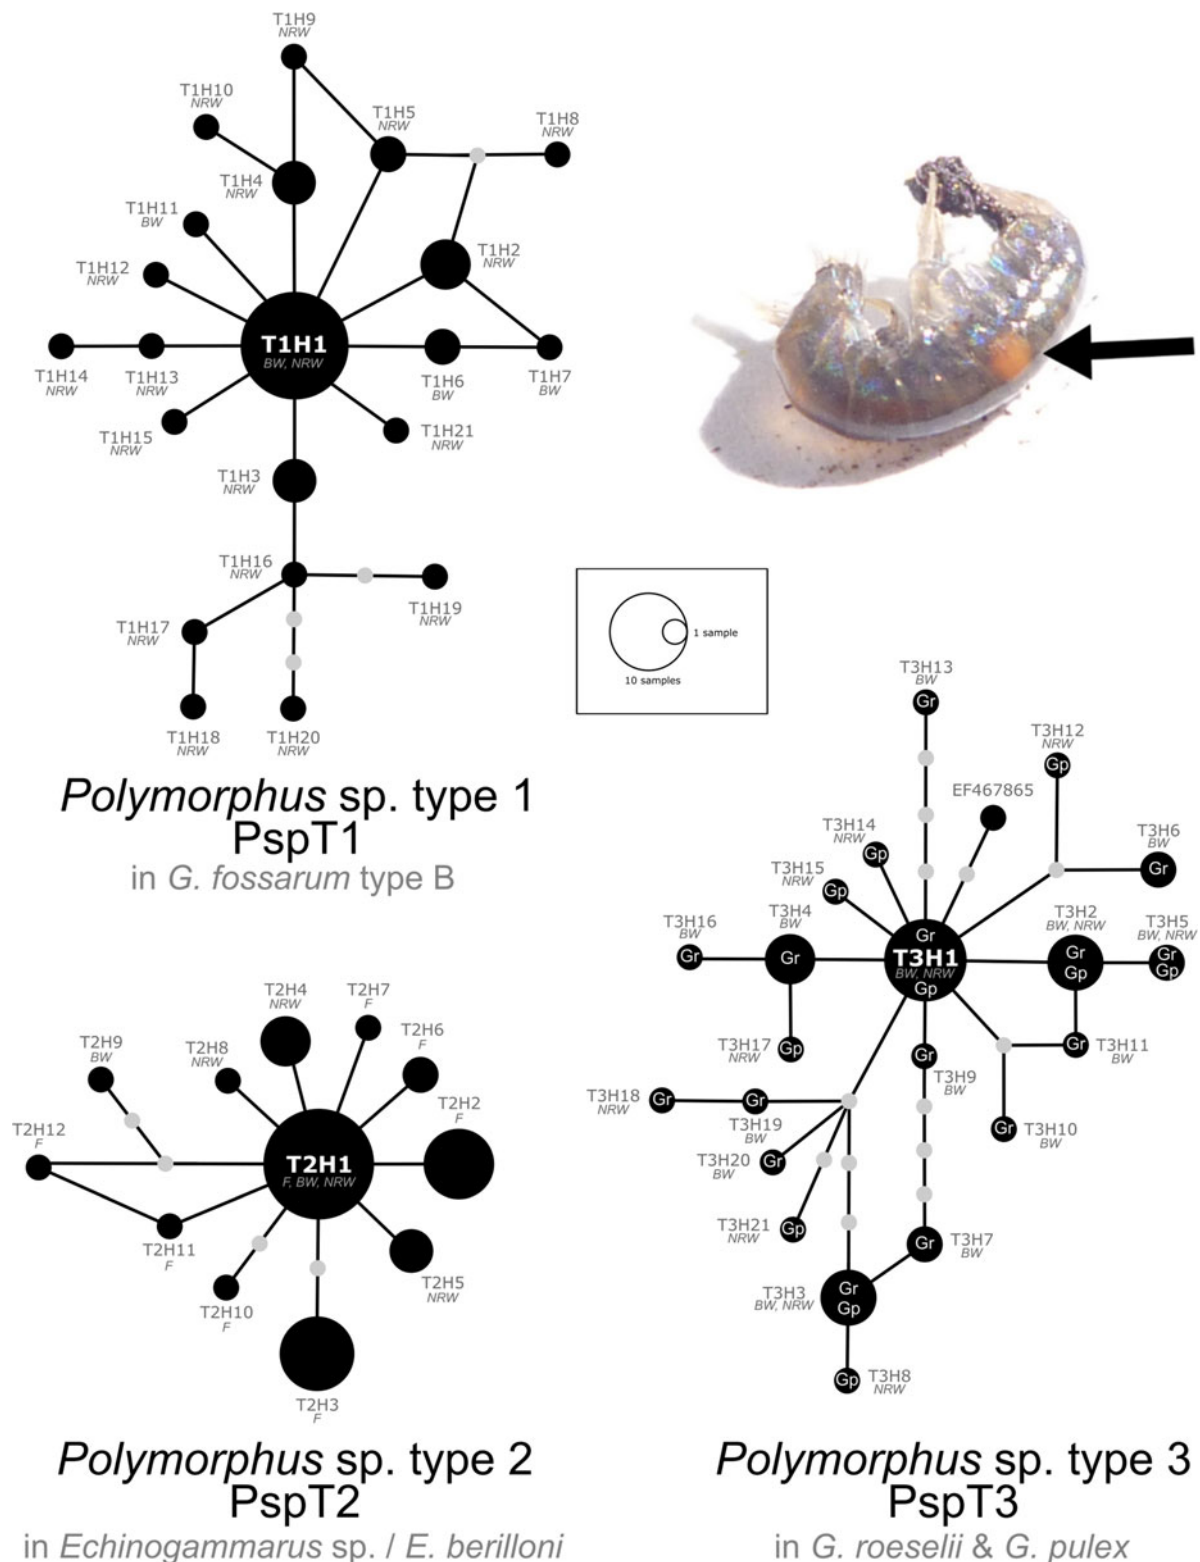 T1H9
NRW
T1H10
NRW
T1H5
NRW
T1H8
NRW
T1H4
NRW
T1H11
BW
T1H2
NRW
T1H12
NRW
T1H1
BW, NRW
T1H14
NRW
T1H13
NRW
T1H6
BW
T1H7
BW
T1H15
NRW
T1H21
NRW
T1H3
NRW
T1H16
NRW
T1H19
NRW
T1H17
NRW
T1H18
NRW
T1H20
NRW
Polymorphus sp. type 1
PspT1
in G. fossarum type B
1 sample
10 samples
T2H4
NRW
T2H7
F
T2H6
F
T2H9
BW
T2H8
NRW
T2H2
F
T2H12
F
T2H1
F, BW, NRW
T2H11
F
T2H5
NRW
T2H10
F
T2H3
F
Polymorphus sp. type 2
PspT2
in Echinogammarus sp. / E. berilloni
T3H13
BW
Gr
T3H12
NRW
Gp
EF467865
T3H14
NRW
Gp
T3H6
BW
Gr
T3H15
NRW
Gp
T3H16
BW
Gr
T3H4
BW
Gr
Gr
T3H1
BW, NRW
Gp
T3H2
BW, NRW
Gr
Gp
T3H5
BW, NRW
Gr
Gp
T3H17
NRW
Gp
Gr
T3H9
BW
Gr
T3H11
BW
T3H18
NRW
Gr
Gr
T3H19
BW
Gr
T3H10
BW
T3H20
BW
Gr
T3H21
NRW
Gp
Gr
T3H7
BW
T3H3
BW, NRW
Gr
Gp
Gp
T3H8
NRW
Polymorphus sp. type 3
PspT3
in G. roeselii & G. pulex